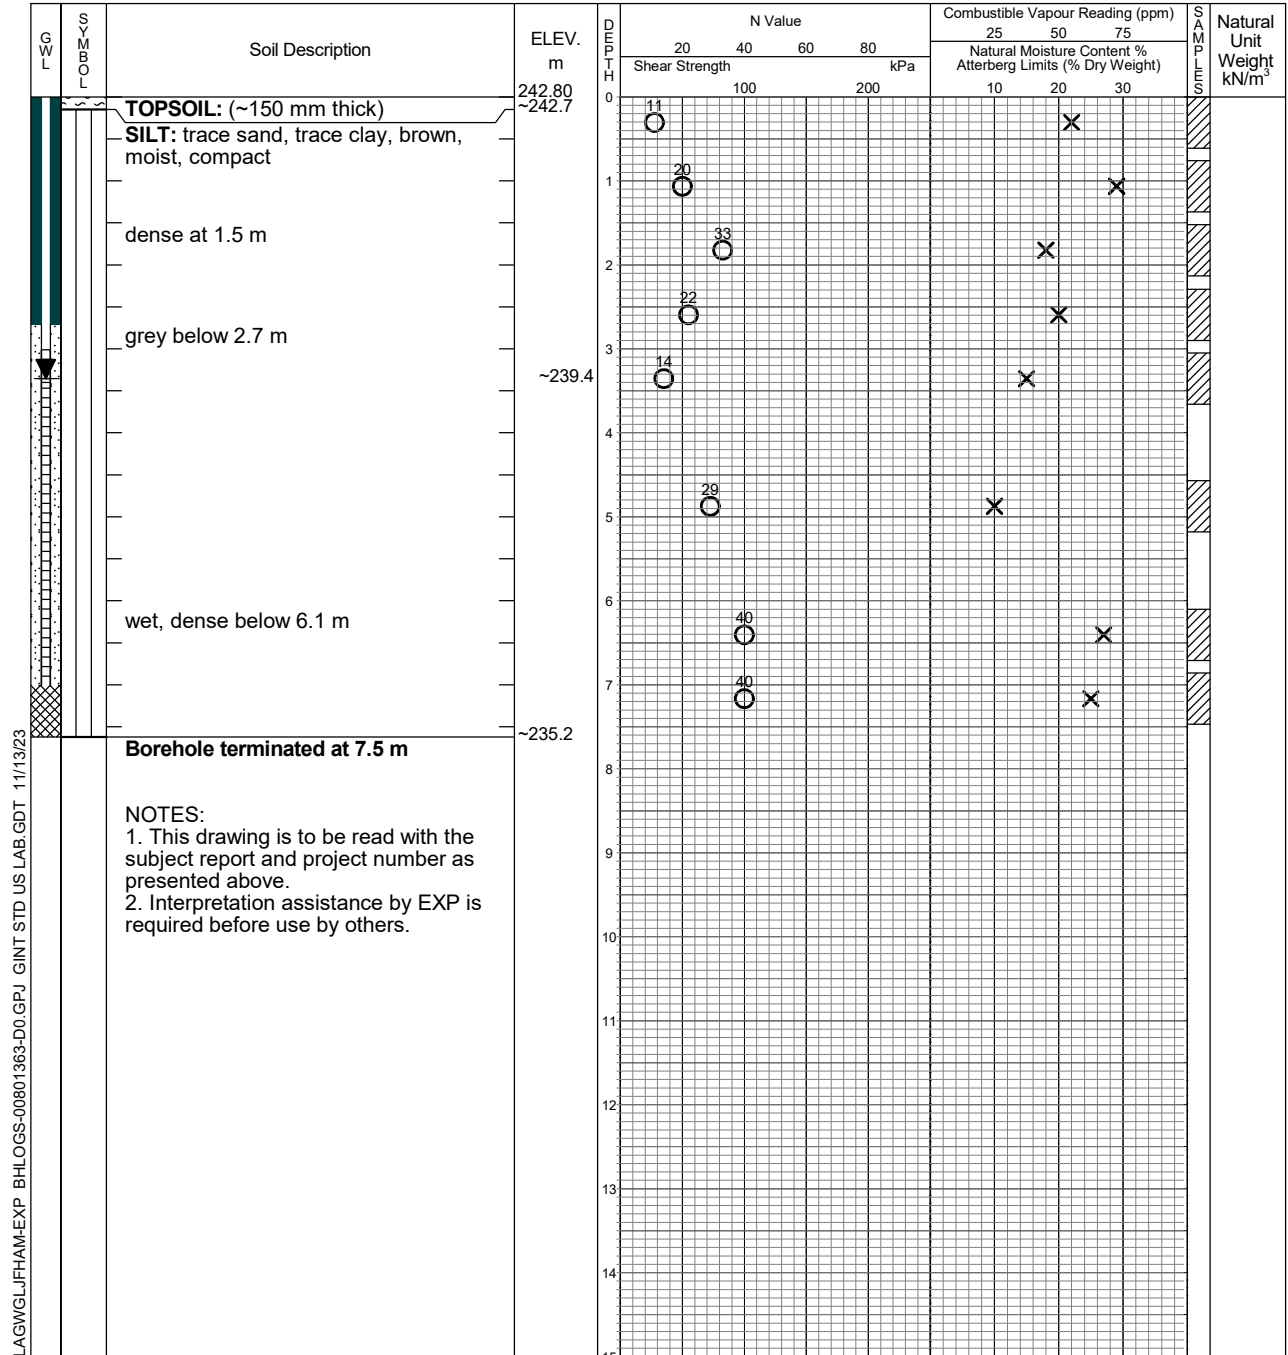 GWL
SYMBOL
Soil Description
ELEV.
m
242.80
DEPTH
N Value
20 40 60 80
Shear Strength kPa
100 200
Combustible Vapour Reading (ppm)
25 50 75
Natural Moisture Content %
Atterberg Limits (% Dry Weight)
10 20 30
SAMPLES
Natural
Unit
Weight
kN/m³
TOPSOIL: (~150 mm thick)
~242.7
0
11
SILT: trace sand, trace clay, brown,
moist, compact
20
1
dense at 1.5 m
33
2
22
grey below 2.7 m
3
14
~239.4
4
29
5
6
wet, dense below 6.1 m
40
7
40
~235.2
Borehole terminated at 7.5 m
8
NOTES:
1. This drawing is to be read with the
subject report and project number as
presented above.
2. Interpretation assistance by EXP is
required before use by others.
9
10
11
12
13
14
15
LAGWGLJFHAM-EXP BHLOGS-00801363-D0.GPJ GINT STD US LAB.GDT 11/13/23